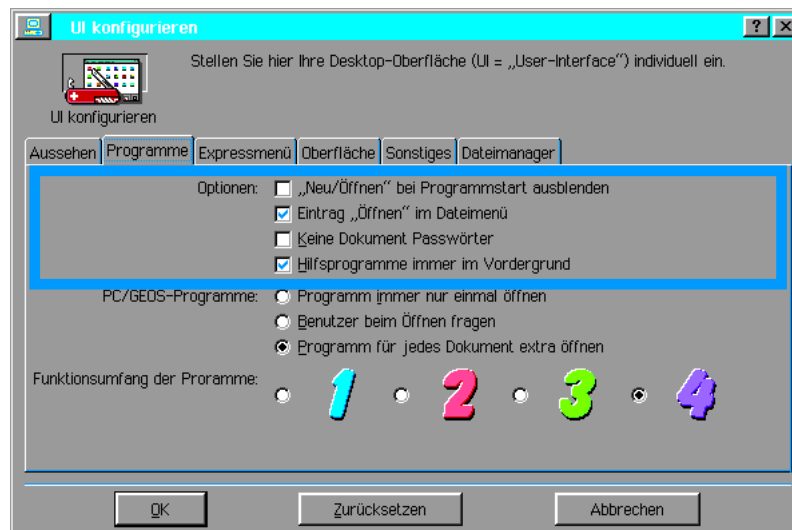 UI konfigurieren
? X
Stellen Sie hier Ihre Desktop-Oberfläche (UI = „User-Interface“) individuell ein.
UI konfigurieren
Aussehen Programme Expressmenü Oberfläche Sonstiges Dateimanager
Optionen: „Neu/Öffnen“ bei Programmstart ausblenden
Eintrag „Öffnen“ im Dateimenü
Keine Dokument Passwörter
Hilfsprogramme immer im Vordergrund
PC/GEOS-Programme: Programm immer nur einmal öffnen
Benutzer beim Öffnen fragen
Programm für jedes Dokument extra öffnen
Funktionsumfang der Proramme: 1 2 3 4
OK Zurücksetzen Abbrechen